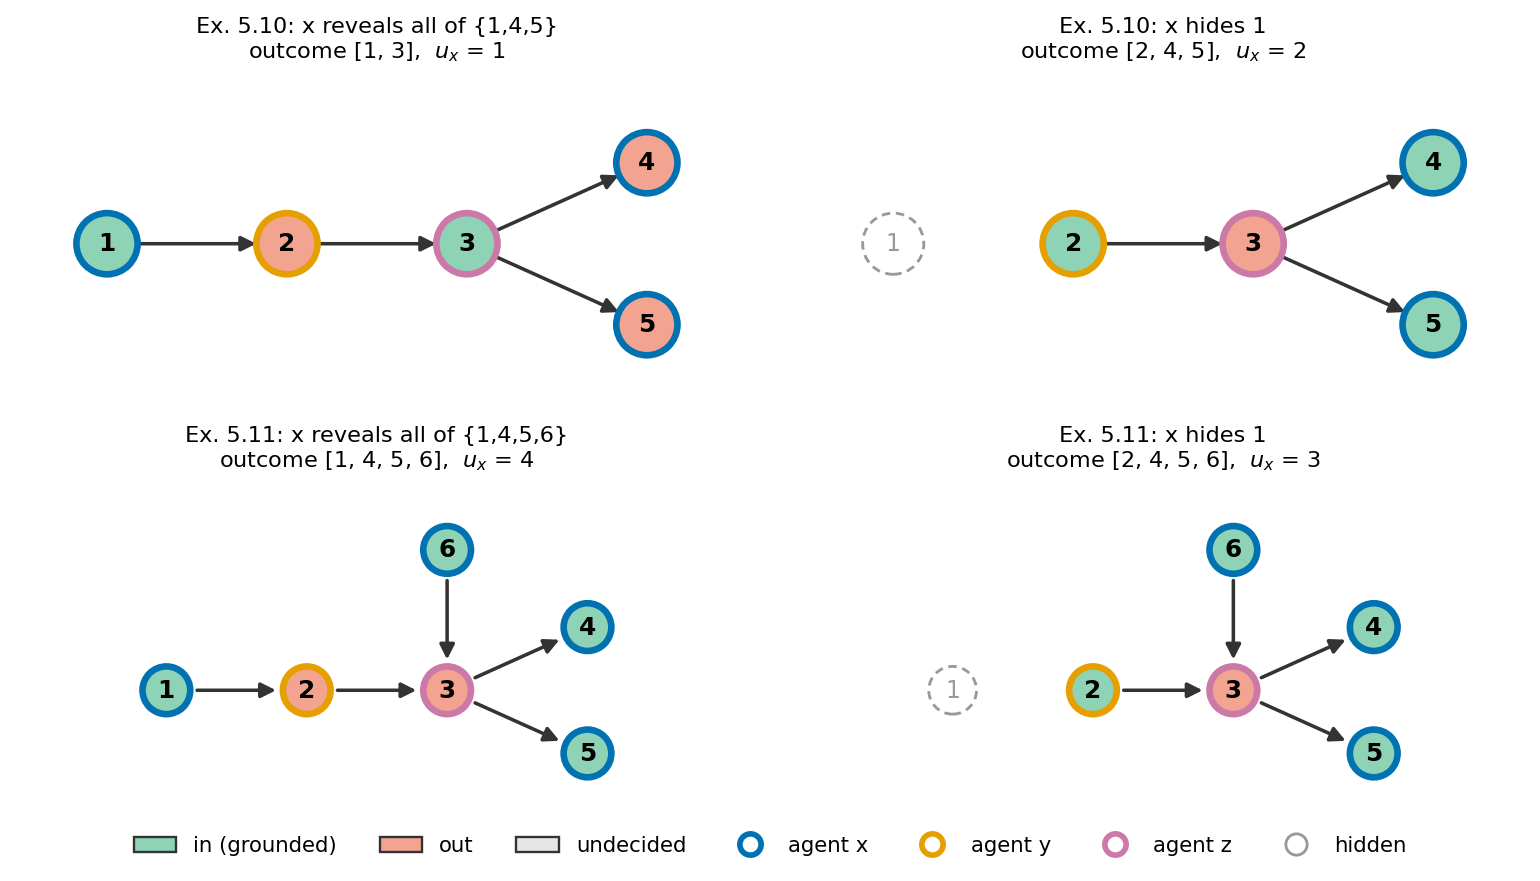 Ex. 5.10: x reveals all of {1,4,5}
outcome [1, 3], uₓ = 1
Ex. 5.10: x hides 1
outcome [2, 4, 5], uₓ = 2
4
1
2
3
5
4
1
2
3
5
Ex. 5.11: x reveals all of {1,4,5,6}
outcome [1, 4, 5, 6], uₓ = 4
Ex. 5.11: x hides 1
outcome [2, 4, 5, 6], uₓ = 3
6
4
1
2
3
5
6
4
1
2
3
5
in (grounded)
out
undecided
agent x
agent y
agent z
hidden